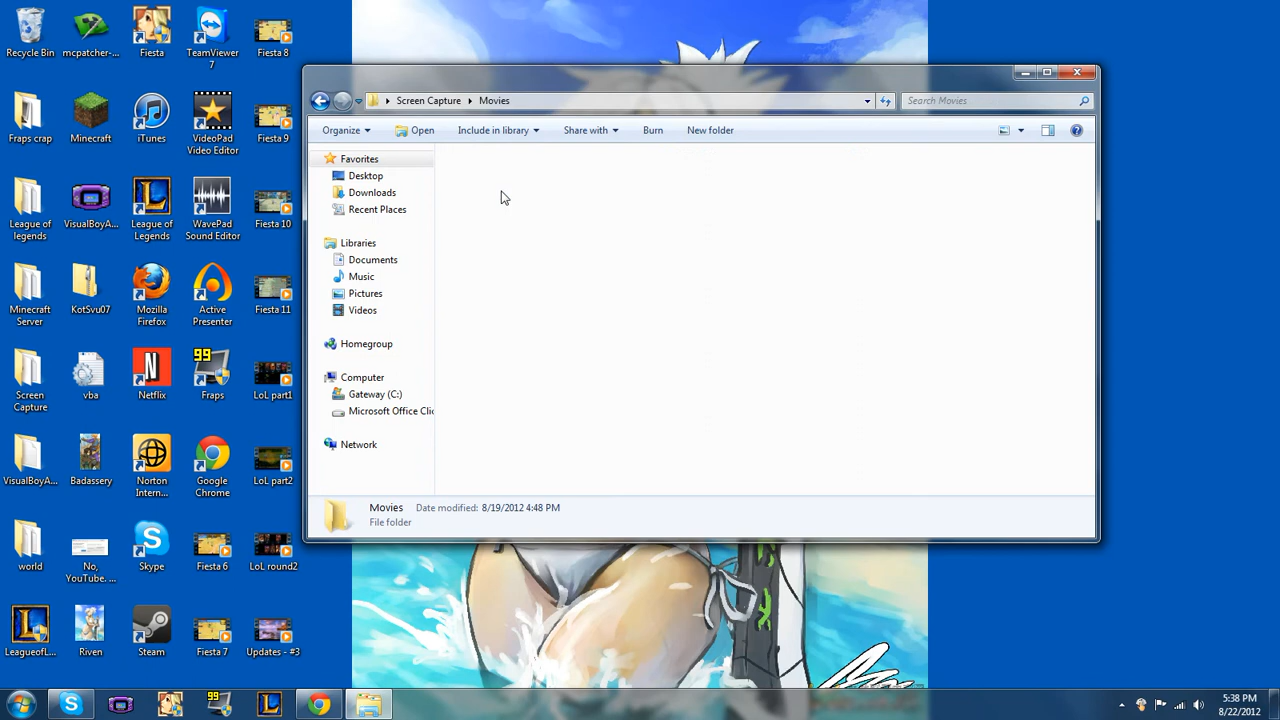 Recycle Bin
mcpatcher-...
Fiesta
TeamViewer 7
Fiesta 8
Fraps crap
Minecraft
iTunes
VideoPad Video Editor
Fiesta 9
League of legends
VisualBoyA...
League of Legends
WavePad Sound Editor
Fiesta 10
Minecraft Server
KotSvu07
Mozilla Firefox
Active Presenter
Fiesta 11
Screen Capture
vba
Netflix
99
Fraps
LoL part1
VisualBoyA...
Badassery
Norton Intern...
Google Chrome
LoL part2
world
No, YouTube. ...
Skype
Fiesta 6
LoL round2
LeagueofL...
Riven
Steam
Fiesta 7
Updates - #3
Screen Capture
Movies
Search Movies
Organize
Open
Include in library
Share with
Burn
New folder
Favorites
Desktop
Downloads
Recent Places
Libraries
Documents
Music
Pictures
Videos
Homegroup
Computer
Gateway (C:)
Microsoft Office Clic
Network
Movies
Date modified: 8/19/2012 4:48 PM
File folder
99
5:38 PM
8/22/2012